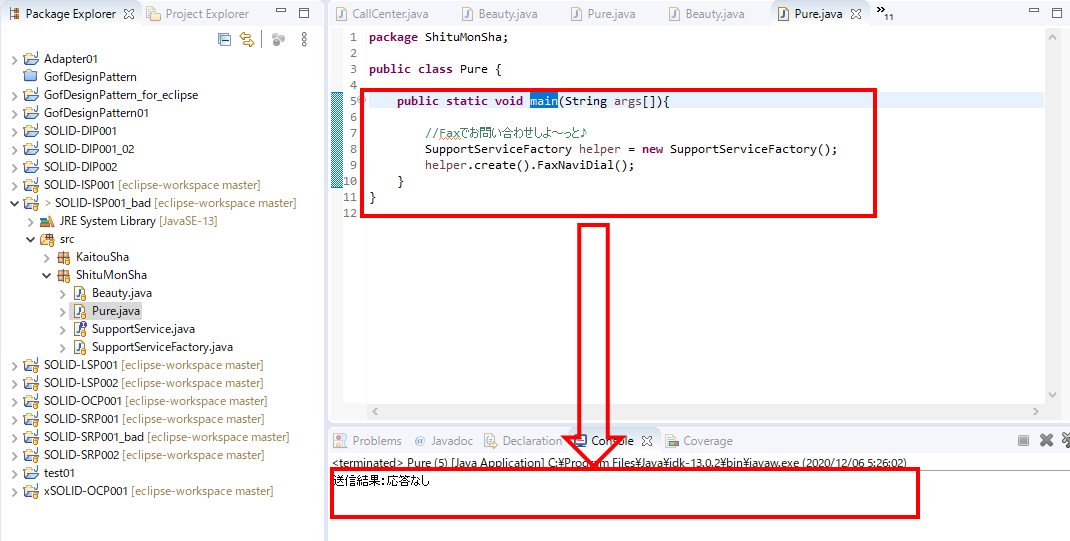 Package Explorer
Project Explorer
Adapter01
GofDesignPattern
GofDesignPattern_for_eclipse
GofDesignPattern01
SOLID-DIP001
SOLID-DIP001_02
SOLID-DIP002
SOLID-ISP001 [eclipse-workspace master]
> SOLID-ISP001_bad [eclipse-workspace master]
JRE System Library [JavaSE-13]
src
KaitouSha
ShituMonSha
Beauty.java
Pure.java
SupportService.java
SupportServiceFactory.java
SOLID-LSP001 [eclipse-workspace master]
SOLID-LSP002 [eclipse-workspace master]
SOLID-OCP001 [eclipse-workspace master]
SOLID-SRP001 [eclipse-workspace master]
SOLID-SRP001_bad [eclipse-workspace master]
SOLID-SRP002 [eclipse-workspace master]
test01
xSOLID-OCP001 [eclipse-workspace master]
CallCenter.java
Beauty.java
Pure.java
Beauty.java
Pure.java
»11
1 package ShituMonSha;
2
3 public class Pure {
4
5 public static void main(String args[]){
6
7 //Faxでお問い合わせしよ～っと♪
8 SupportServiceFactory helper = new SupportServiceFactory();
9 helper.create().FaxNaviDial();
10 }
11 }
12
Problems @ Javadoc Declaration Console Coverage
<terminated> Pure (5) [Java Application] C:¥Program Files¥Java¥jdk-13.0.2¥bin¥javaw.exe (2020/12/06 5:26:02)
送信結果:応答なし